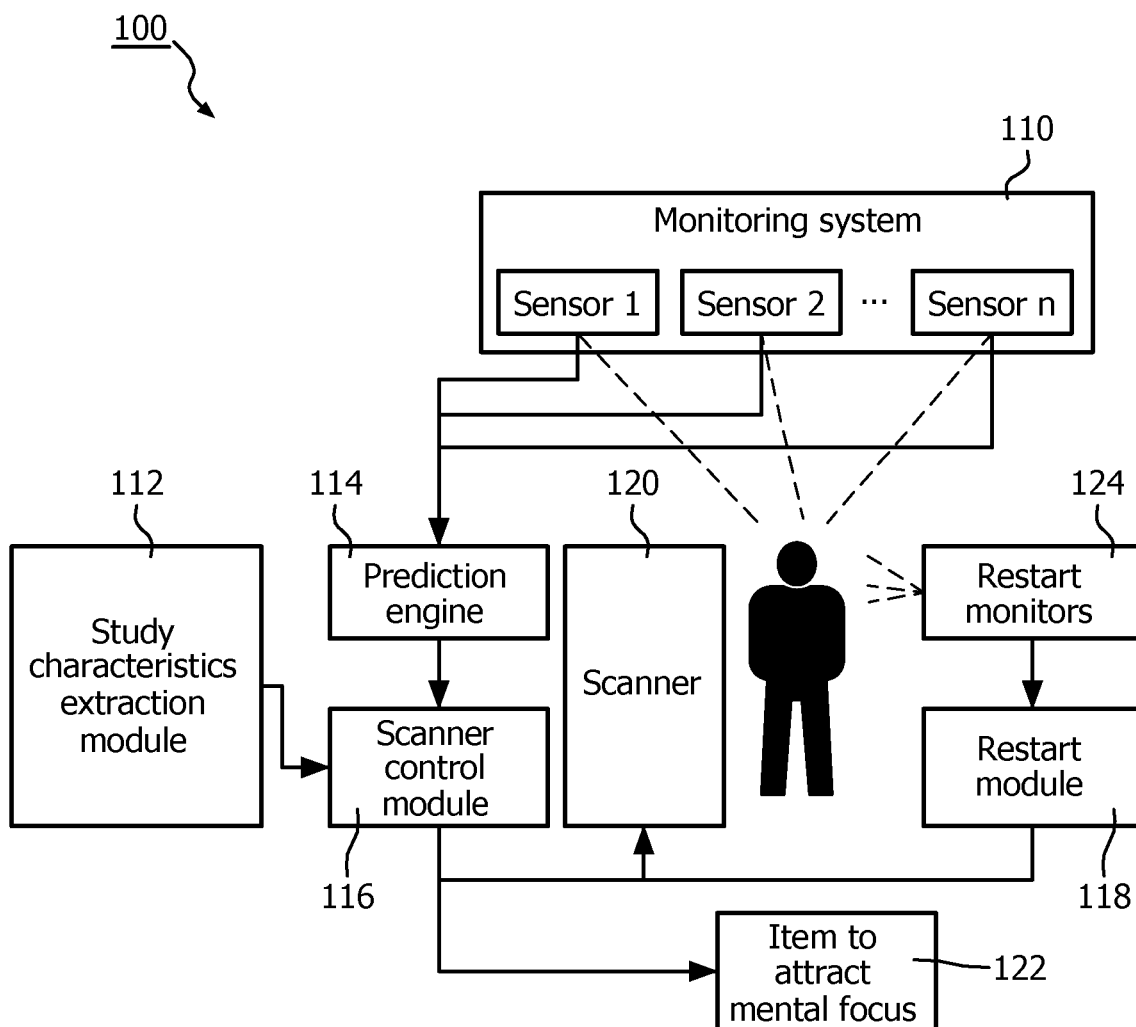 100
110
Monitoring system
Sensor 1
Sensor 2
...
Sensor n
112
114
120
124
Study
characteristics
extraction
module
Prediction
engine
Scanner
Restart
monitors
Scanner
control
module
Restart
module
116
118
Item to
attract
mental focus
122